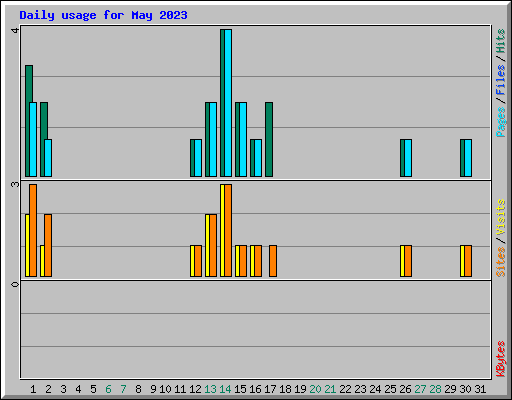 Daily usage for May 2023
4
3
0
Pages / Files / Hits
Sites / Visits
KBytes
1 2 3 4 5 6 7 8 9 10 11 12 13 14 15 16 17 18 19 20 21 22 23 24 25 26 27 28 29 30 31